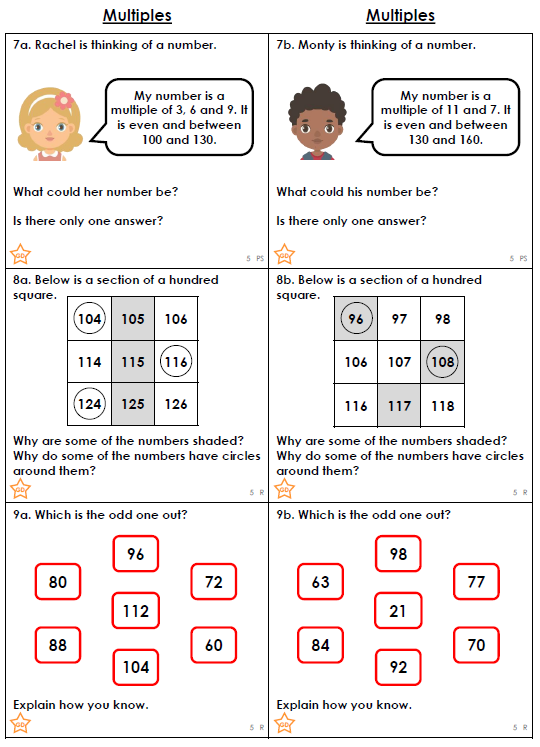 Multiples
Multiples
7a. Rachel is thinking of a number.
My number is a
multiple of 3, 6 and 9. It
is even and between
100 and 130.
What could her number be?
Is there only one answer?
GD
5 PS
7b. Monty is thinking of a number.
My number is a
multiple of 11 and 7. It
is even and between
130 and 160.
What could his number be?
Is there only one answer?
GD
5 PS
8a. Below is a section of a hundred
square.
104 105 106
114 115 116
124 125 126
Why are some of the numbers shaded?
Why do some of the numbers have circles
around them?
GD
5 R
8b. Below is a section of a hundred
square.
96 97 98
106 107 108
116 117 118
Why are some of the numbers shaded?
Why do some of the numbers have circles
around them?
GD
5 R
9a. Which is the odd one out?
96
80
72
112
88
60
104
Explain how you know.
GD
5 R
9b. Which is the odd one out?
98
63
77
21
84
70
92
Explain how you know.
GD
5 R